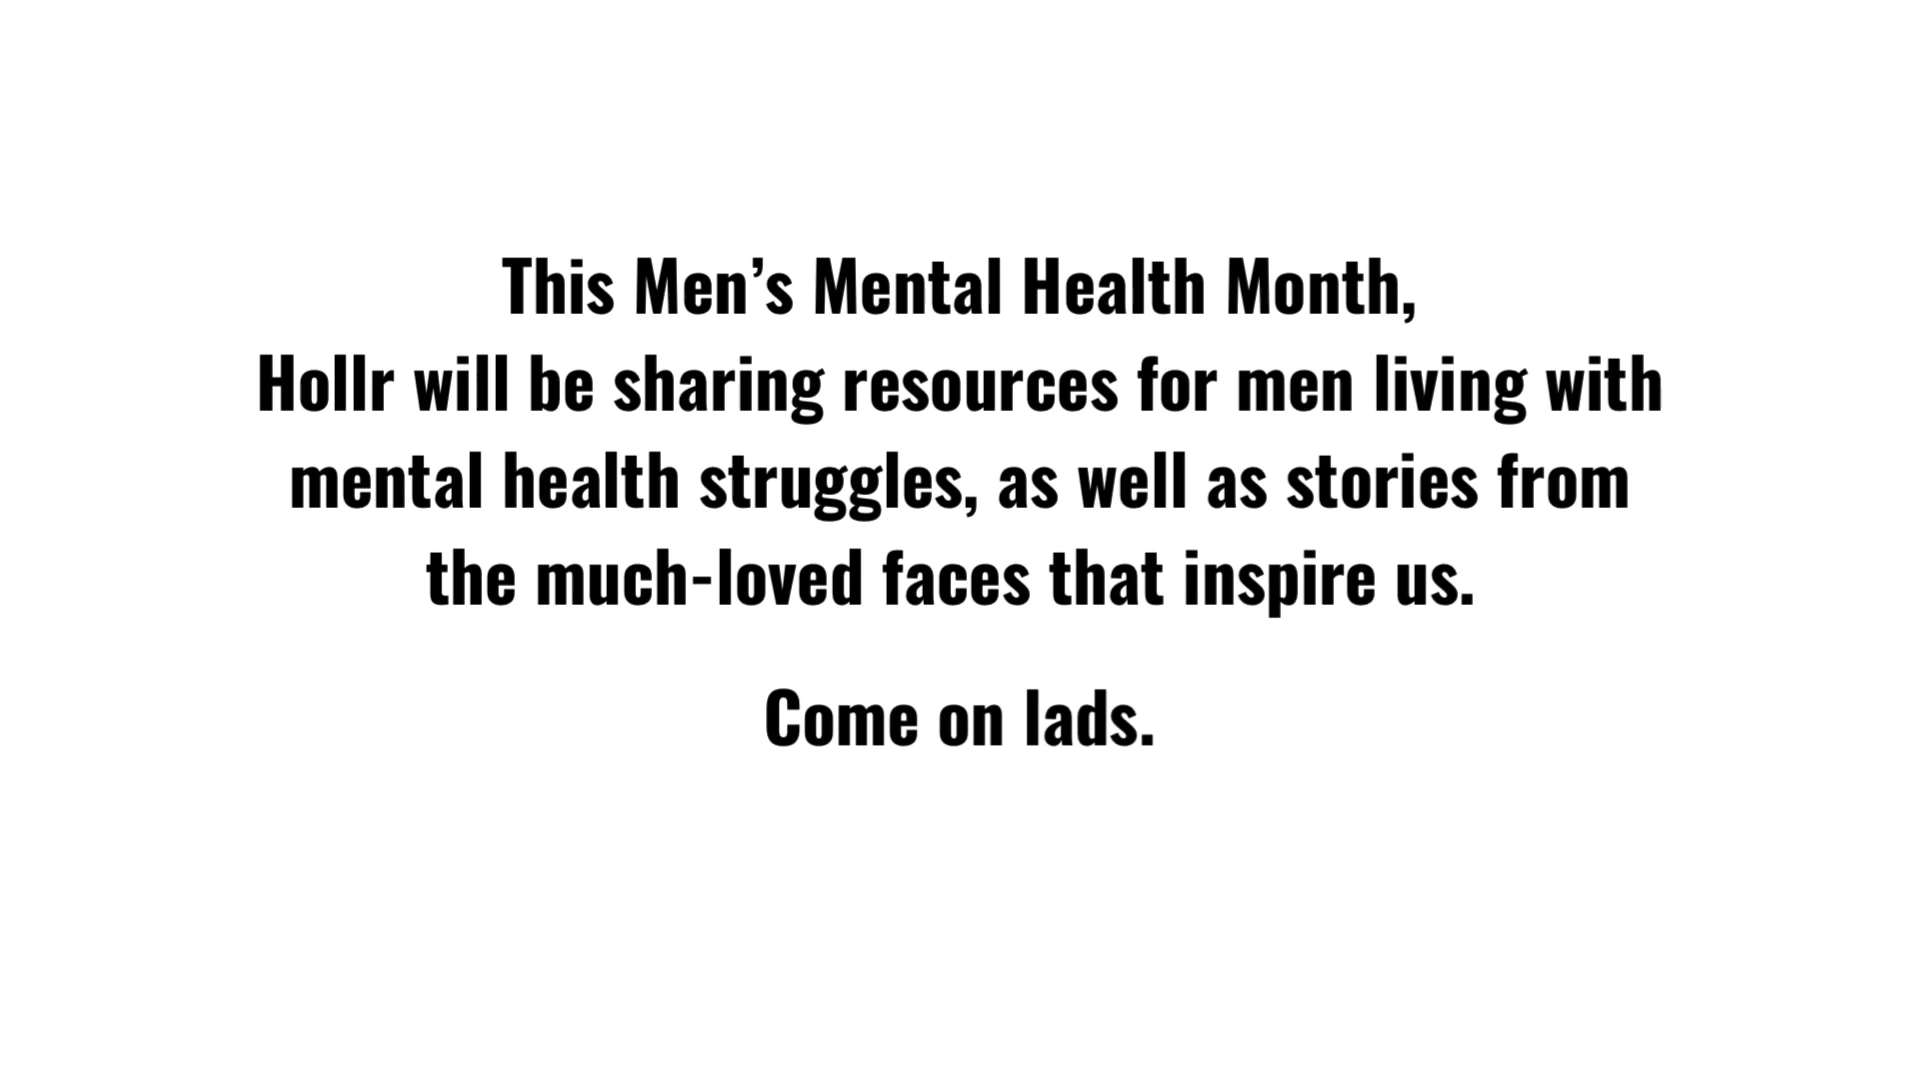 This Men’s Mental Health Month,
Hollr will be sharing resources for men living with
mental health struggles, as well as stories from
the much-loved faces that inspire us.
Come on lads.